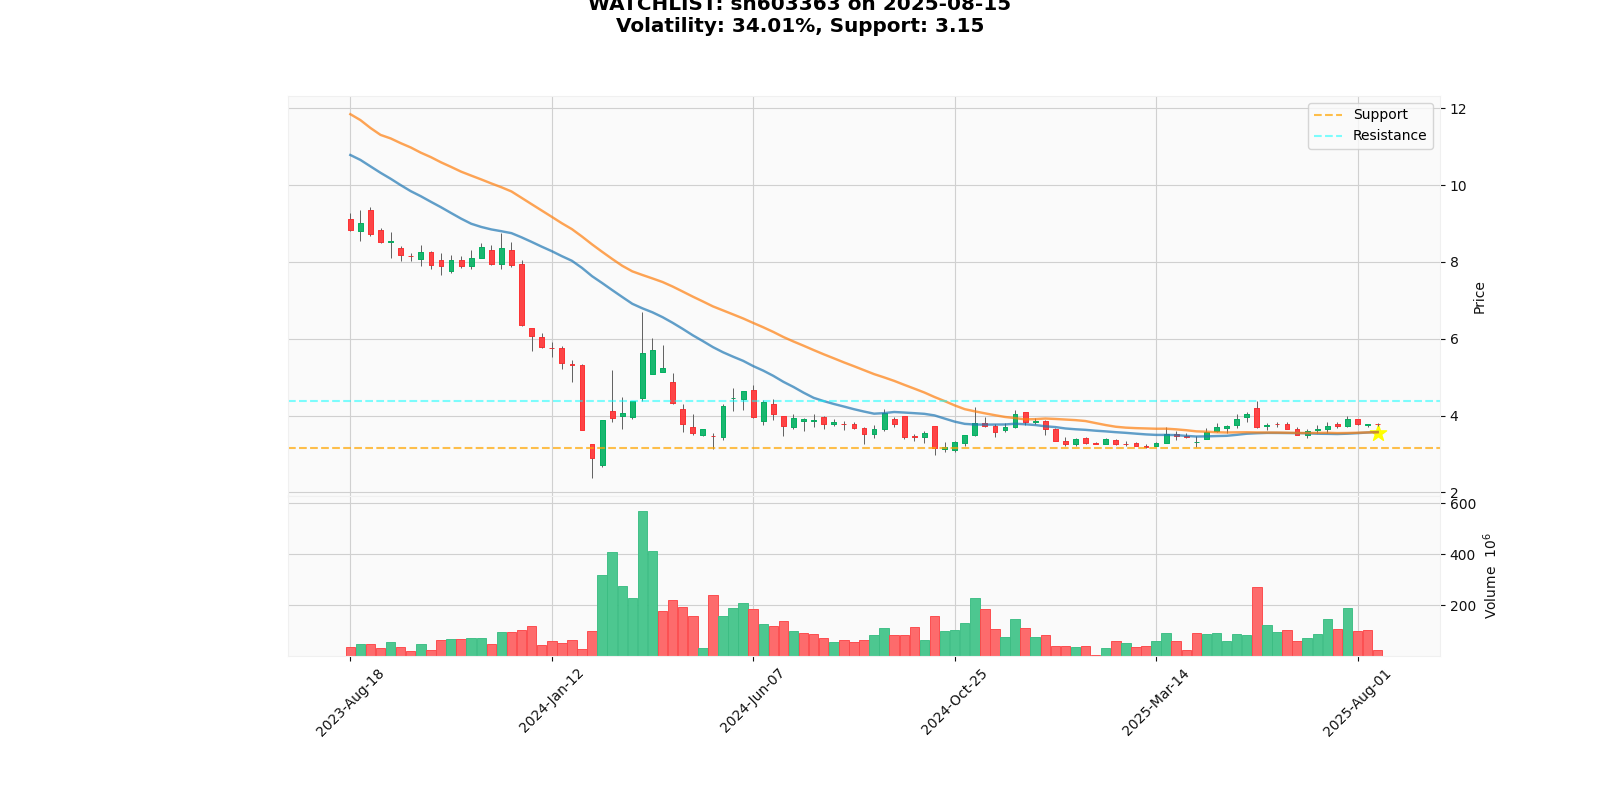 WATCHLIST: sh603363 on 2025-08-15
Volatility: 34.01%, Support: 3.15
Support
Resistance
12
10
8
6
4
2
Price
600
400
200
Volume 10^6
2023-Aug-18
2024-Jan-12
2024-Jun-07
2024-Oct-25
2025-Mar-14
2025-Aug-01